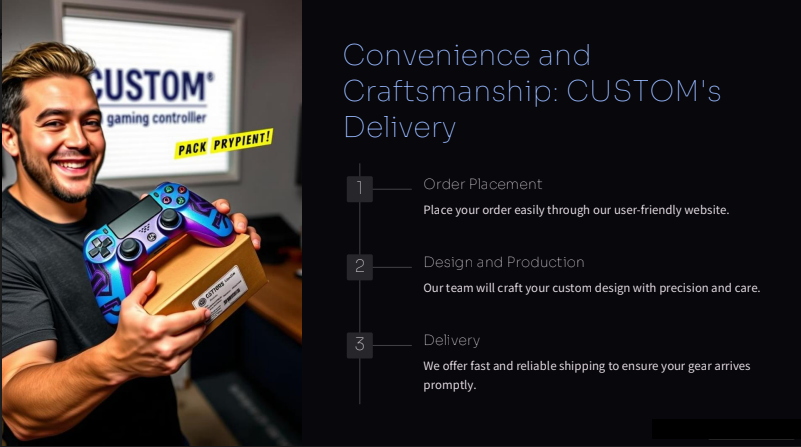 CUSTOM®
gaming controllier
PACK PRYPIENT!
Convenience and
Craftsmanship: CUSTOM's
Delivery
1
Order Placement
Place your order easily through our user-friendly website.
2
Design and Production
Our team will craft your custom design with precision and care.
3
Delivery
We offer fast and reliable shipping to ensure your gear arrives
promptly.